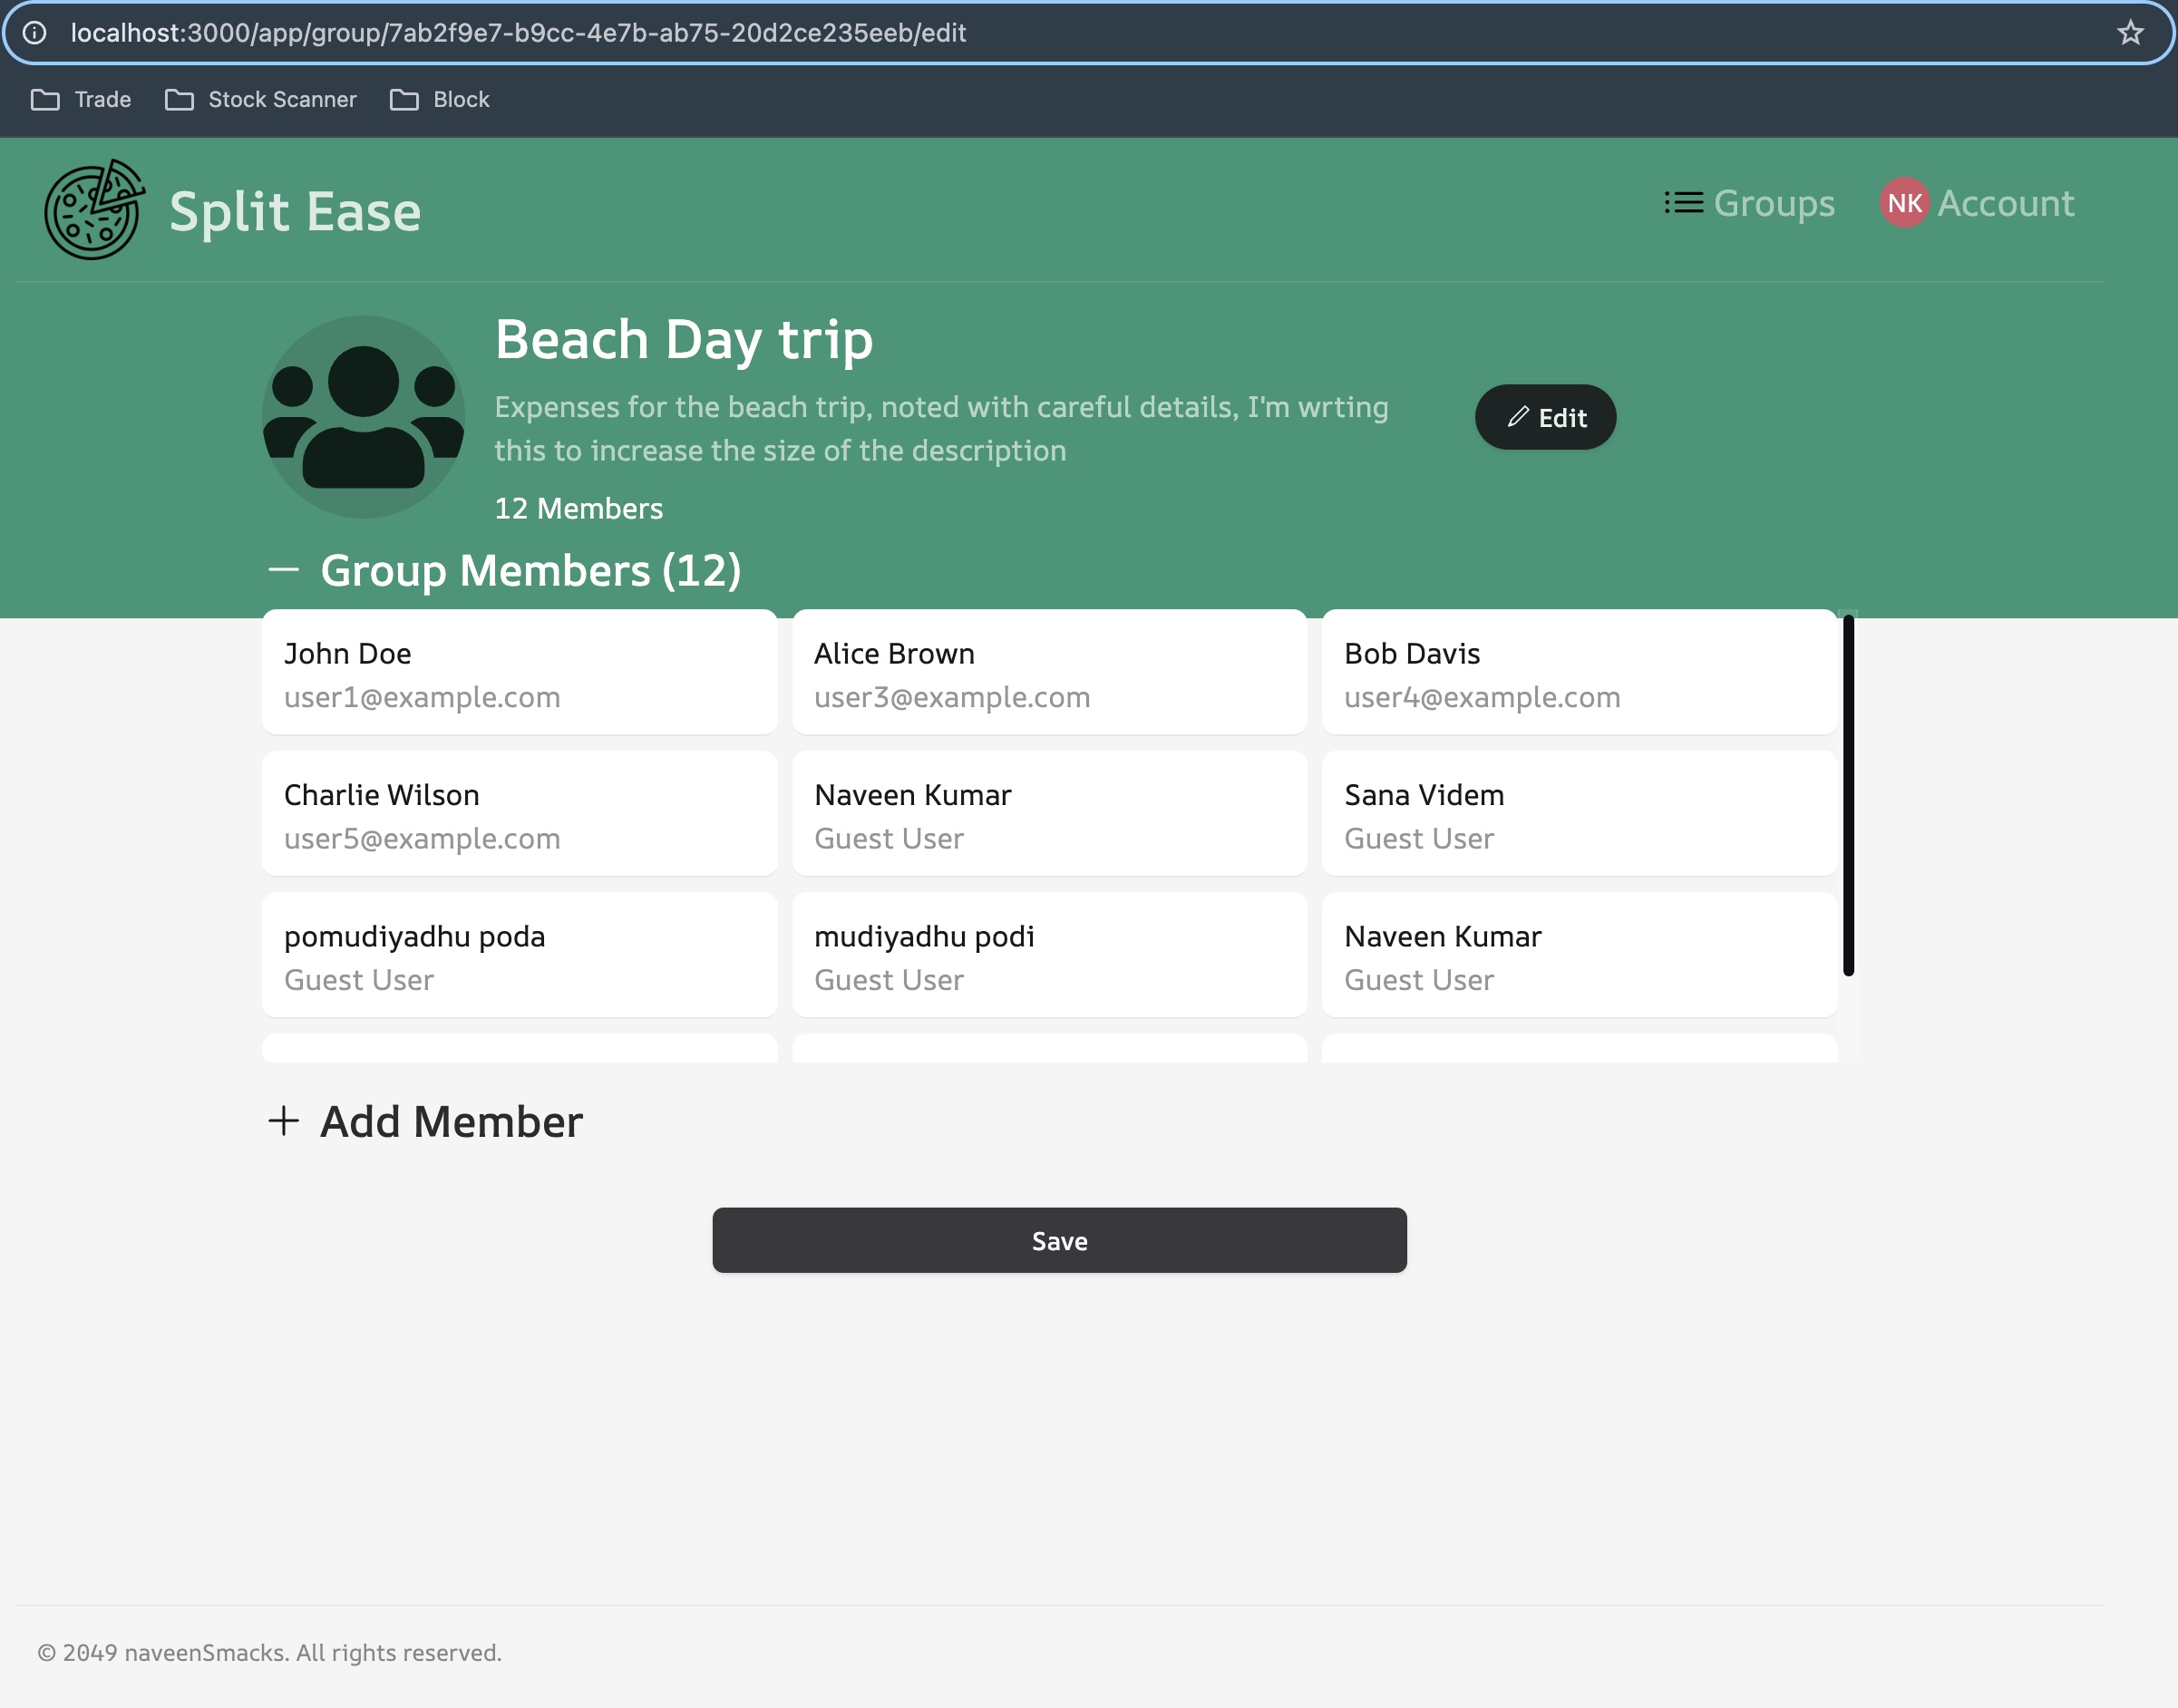 localhost:3000/app/group/7ab2f9e7-b9cc-4e7b-ab75-20d2ce235eeb/edit
Trade
Stock Scanner
Block
Split Ease
Groups
NK Account
Beach Day trip
Expenses for the beach trip, noted with careful details, I'm wrting
this to increase the size of the description
Edit
12 Members
Group Members (12)
John Doe
user1@example.com
Alice Brown
user3@example.com
Bob Davis
user4@example.com
Charlie Wilson
user5@example.com
Naveen Kumar
Guest User
Sana Videm
Guest User
pomudiyadhu poda
Guest User
mudiyadhu podi
Guest User
Naveen Kumar
Guest User
Add Member
Save
© 2049 naveenSmacks. All rights reserved.